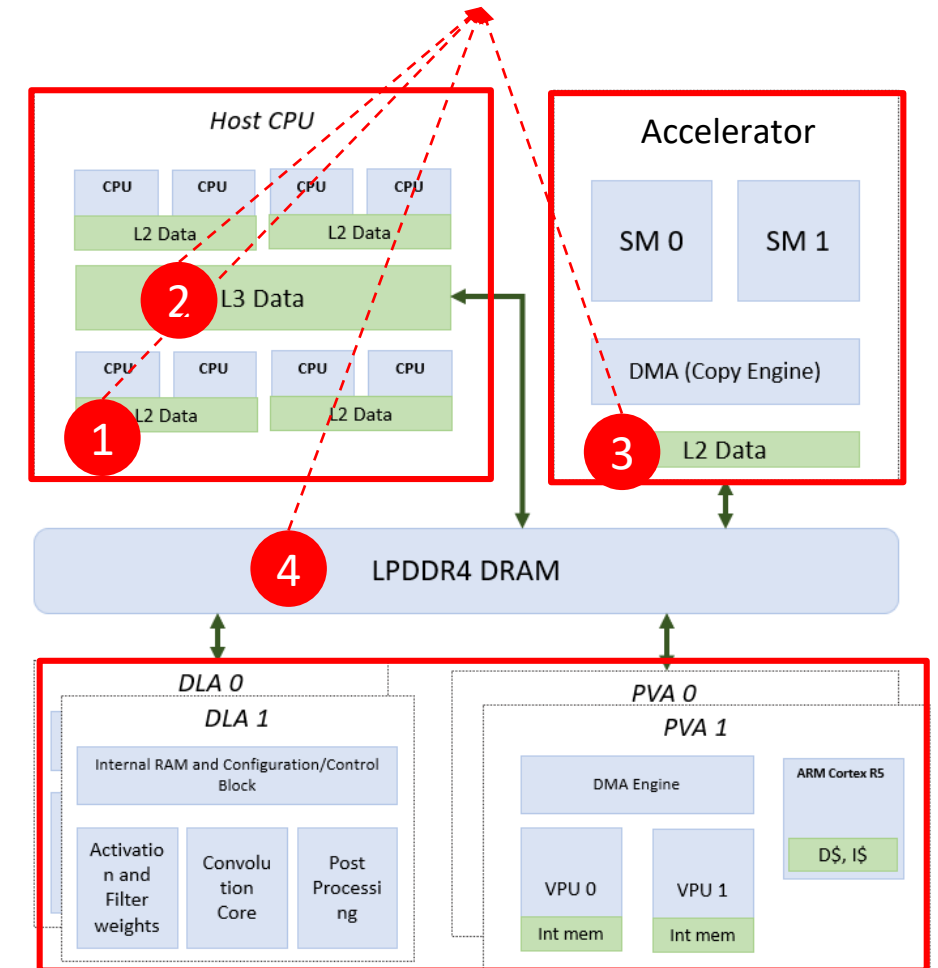 Host CPU
CPU
CPU
CPU
CPU
L2 Data
L2 Data
2
L3 Data
CPU
CPU
CPU
CPU
L2 Data
L2 Data
1
Accelerator
SM 0
SM 1
DMA (Copy Engine)
3
L2 Data
4
LPDDR4 DRAM
DLA 0
DLA 1
Internal RAM and Configuration/Control
Block
Activatio
n and
Filter
weights
Convolu
tion
Core
Post
Processi
ng
PVA 0
PVA 1
DMA Engine
VPU 0
Int mem
VPU 1
Int mem
ARM Cortex R5
D$, I$